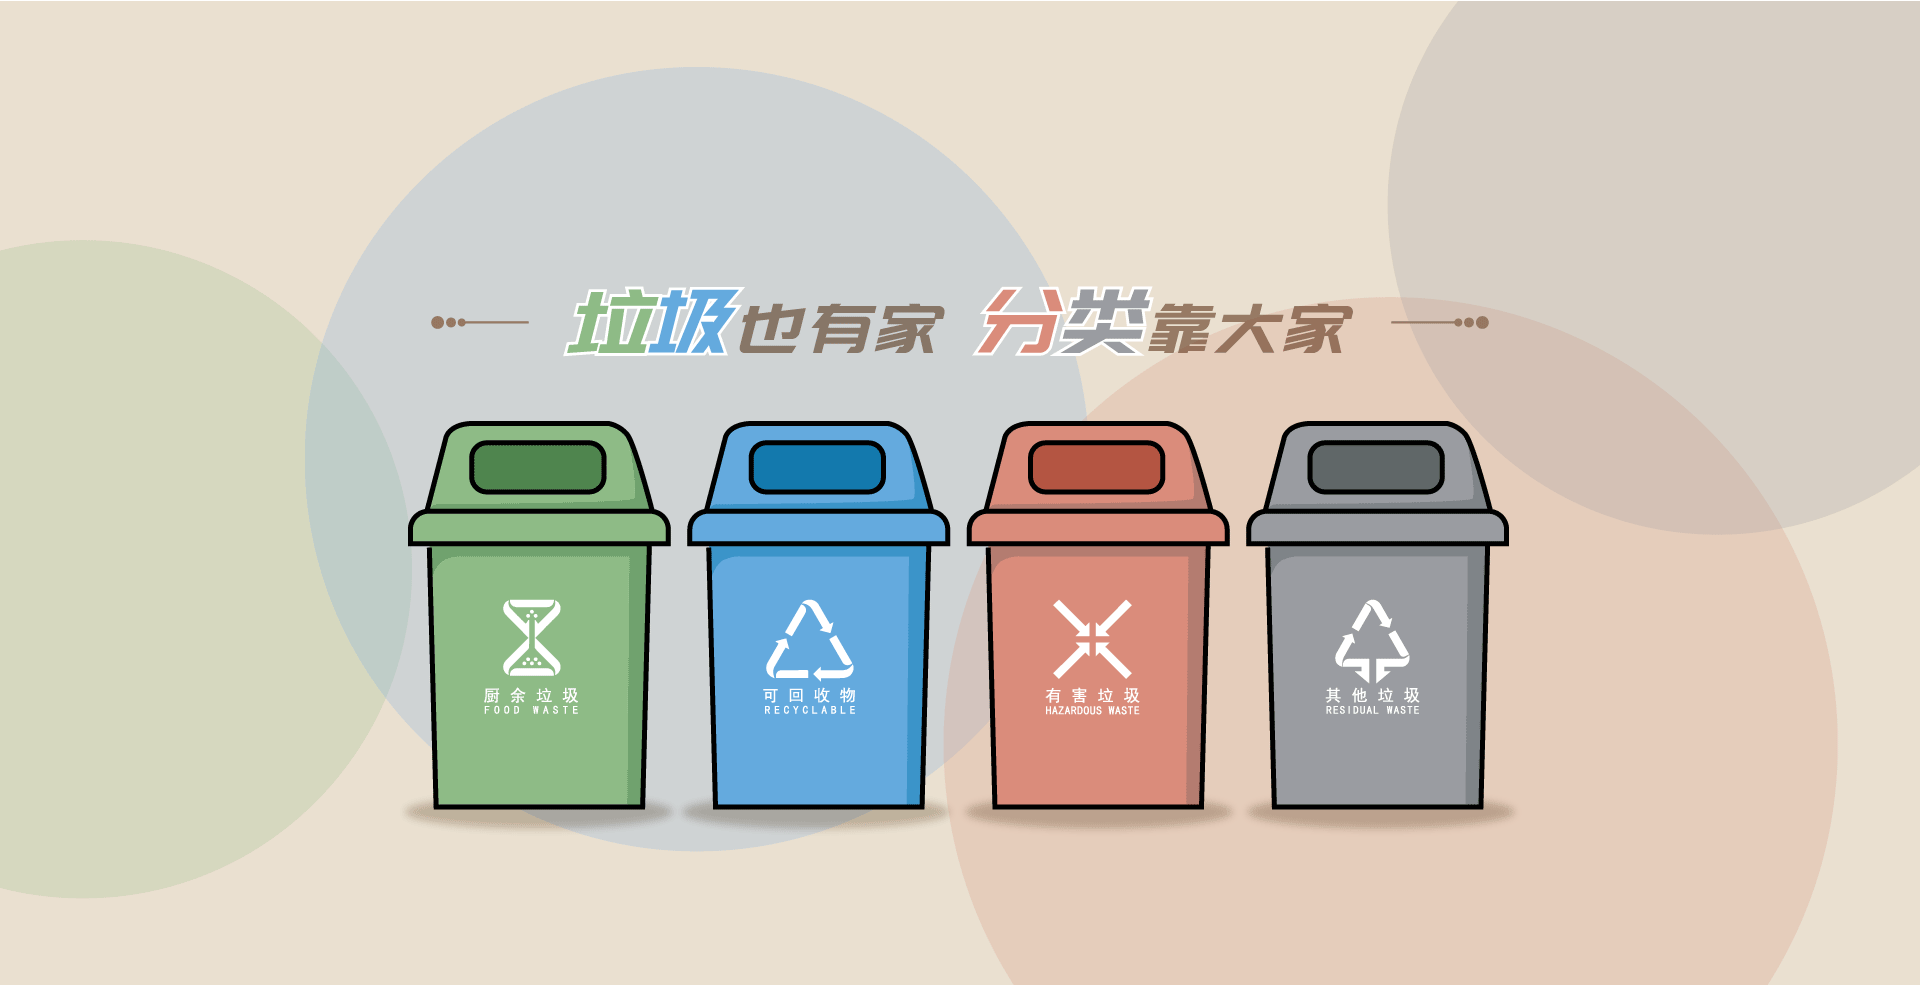 垃圾也有家 分类靠大家
厨余垃圾
FOOD WASTE
可回收物
RECYCLABLE
有害垃圾
HAZARDOUS WASTE
其他垃圾
RESIDUAL WASTE